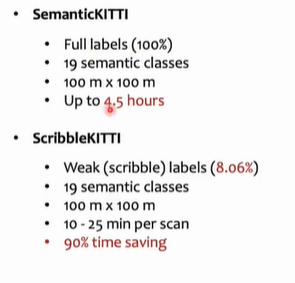 • SemanticKITTI
• Full labels (100%)
• 19 semantic classes
• 100 m x 100 m
• Up to 4.5 hours
• ScribbleKITTI
• Weak (scribble) labels (8.06%)
• 19 semantic classes
• 100 m x 100 m
• 10 - 25 min per scan
• 90% time saving